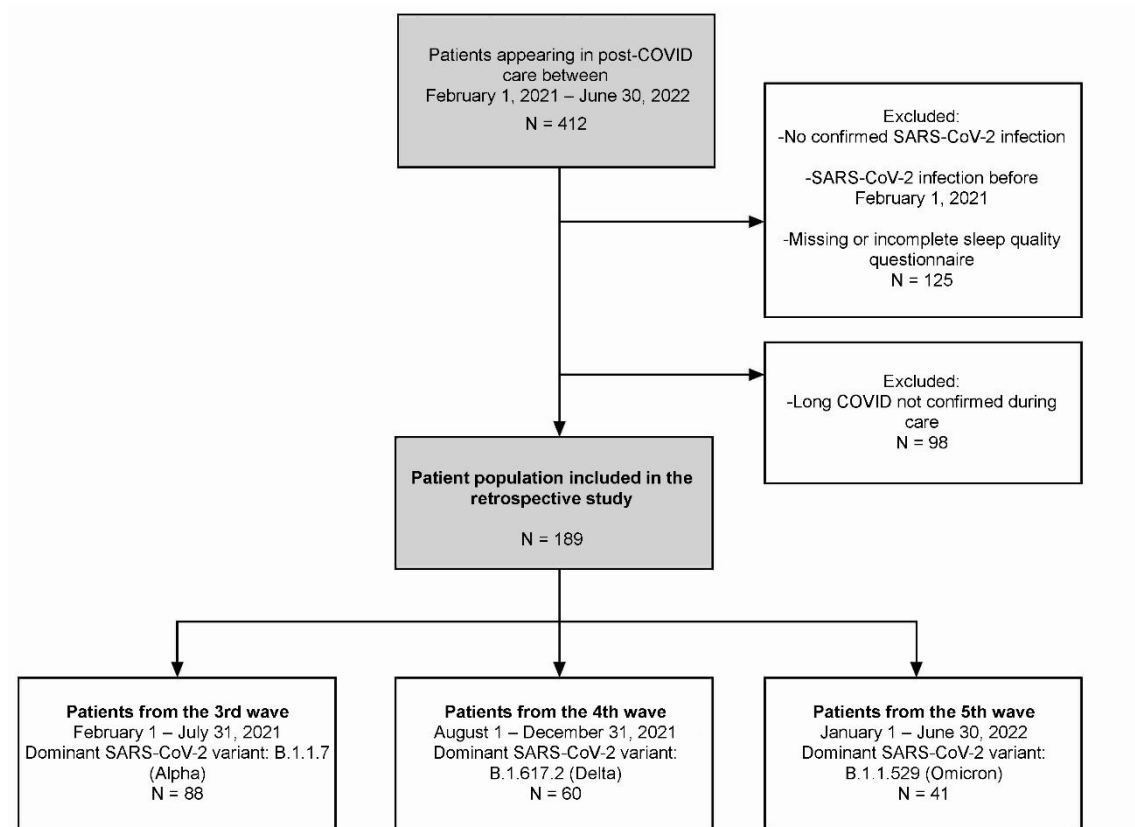 Patients appearing in post-COVID
care between
February 1, 2021 – June 30, 2022
N = 412
Excluded:
-No confirmed SARS-CoV-2 infection
-SARS-CoV-2 infection before
February 1, 2021
-Missing or incomplete sleep quality
questionnaire
N = 125
Excluded:
-Long COVID not confirmed during
care
N = 98
Patient population included in the
retrospective study
N = 189
Patients from the 3rd wave
February 1 – July 31, 2021
Dominant SARS-CoV-2 variant: B.1.1.7
(Alpha)
N = 88
Patients from the 4th wave
August 1 – December 31, 2021
Dominant SARS-CoV-2 variant:
B.1.617.2 (Delta)
N = 60
Patients from the 5th wave
January 1 – June 30, 2022
Dominant SARS-CoV-2 variant:
B.1.1.529 (Omicron)
N = 41